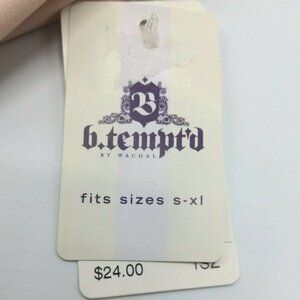 B
b.tempt'd
BY WACOAL
fits sizes s-xl
$24.00